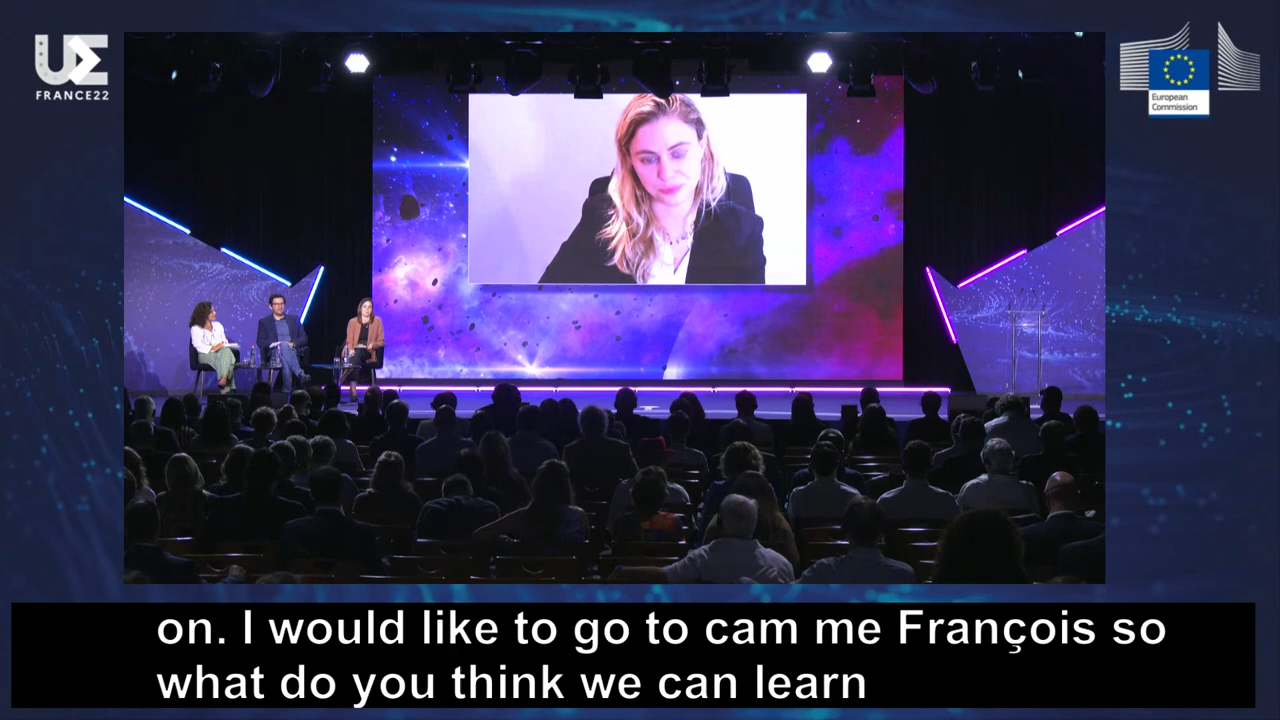 UE
FRANCE22
European
Commission
on. I would like to go to cam me François so
what do you think we can learn